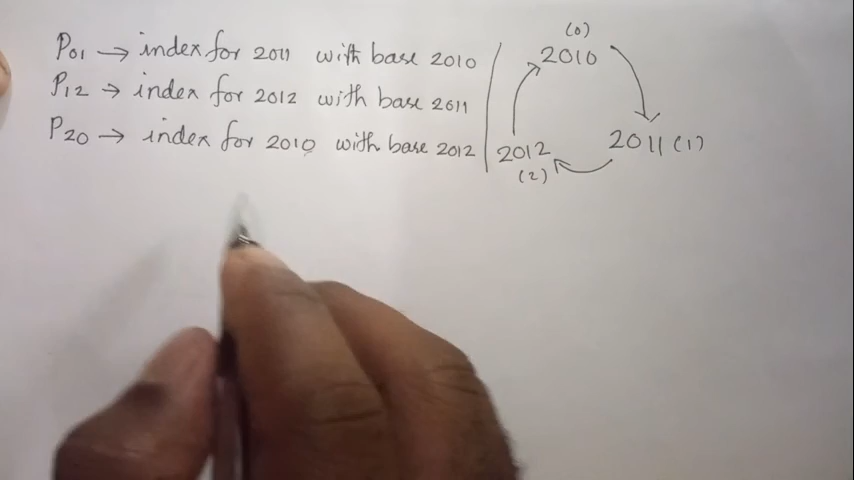 P01 → index for 2011 with base 2010
P12 → index for 2012 with base 2011
P20 → index for 2010 with base 2012
(0)
2010
2011 (1)
2012
(2)